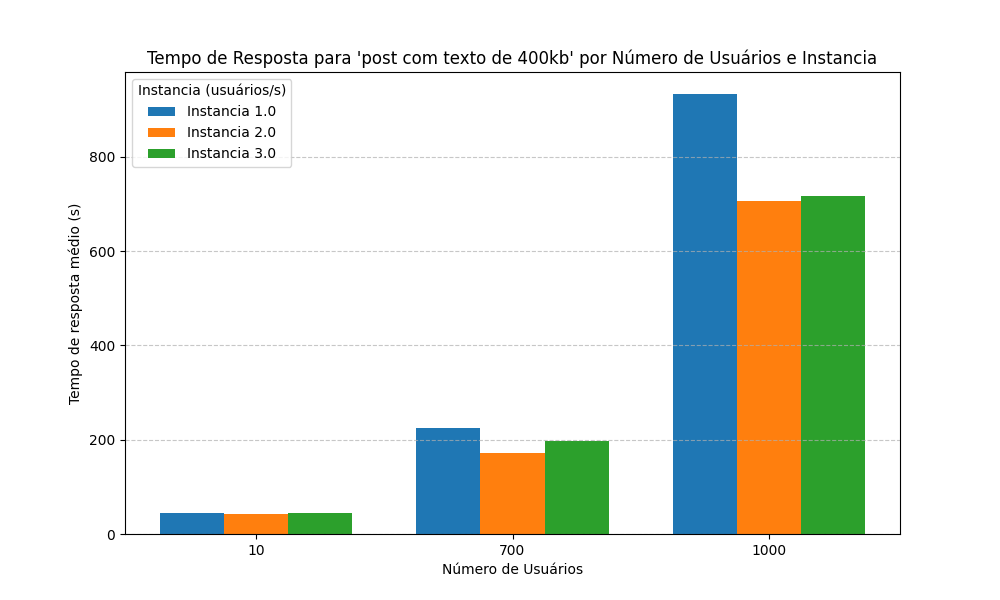 Tempo de Resposta para 'post com texto de 400kb' por Número de Usuários e Instancia
Instancia (usuários/s)
Instancia 1.0
Instancia 2.0
Instancia 3.0
Tempo de resposta médio (s)
800
600
400
200
0
10
700
1000
Número de Usuários